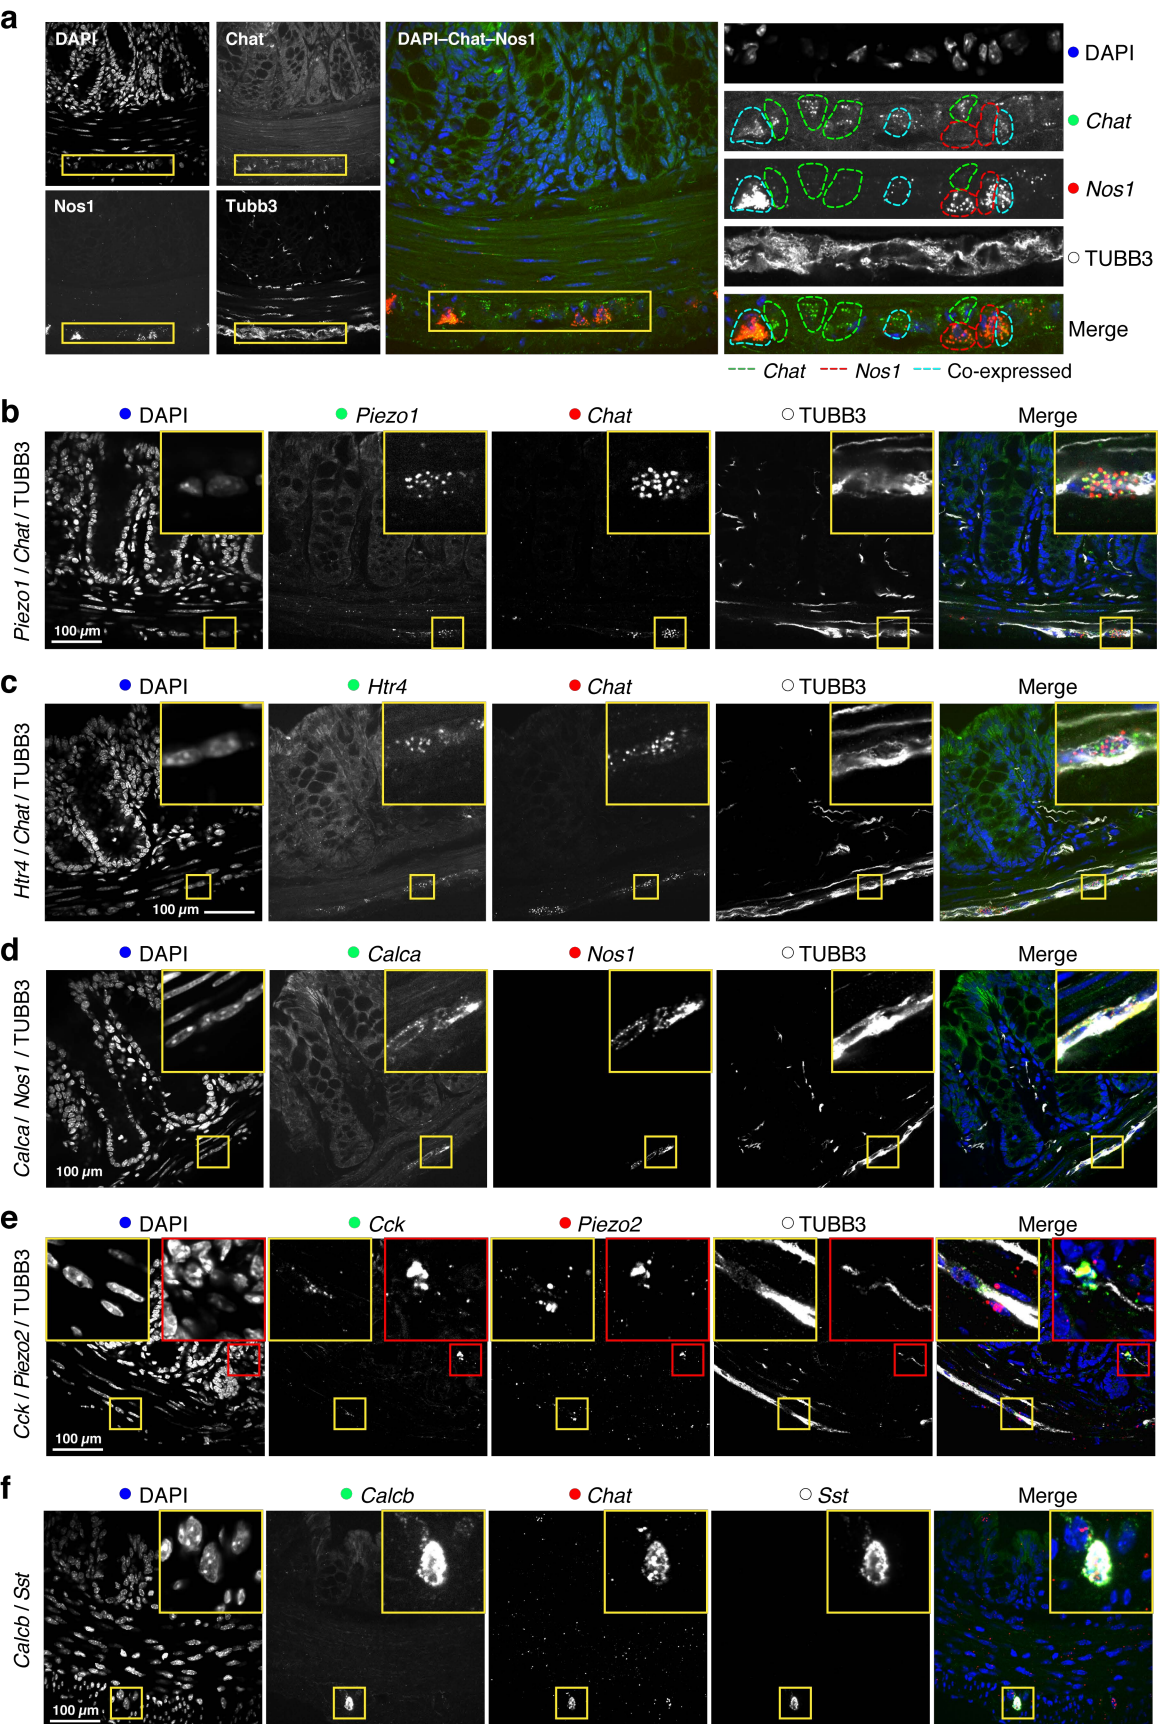 a
DAPI
Chat
DAPI–Chat–Nos1
Nos1
Tubb3
DAPI
Chat
Nos1
TUBB3
Merge
Chat Nos1 Co-expressed
b
DAPI Piezo1 Chat TUBB3 Merge
Piezo1 / Chat / TUBB3
100 µm
c
DAPI Htr4 Chat TUBB3 Merge
Htr4 / Chat / TUBB3
100 µm
d
DAPI Calca Nos1 TUBB3 Merge
Calca / Nos1 / TUBB3
100 µm
e
DAPI Cck Piezo2 TUBB3 Merge
Cck / Piezo2 / TUBB3
100 µm
f
DAPI Calcb Chat Sst Merge
Calcb / Sst
100 µm